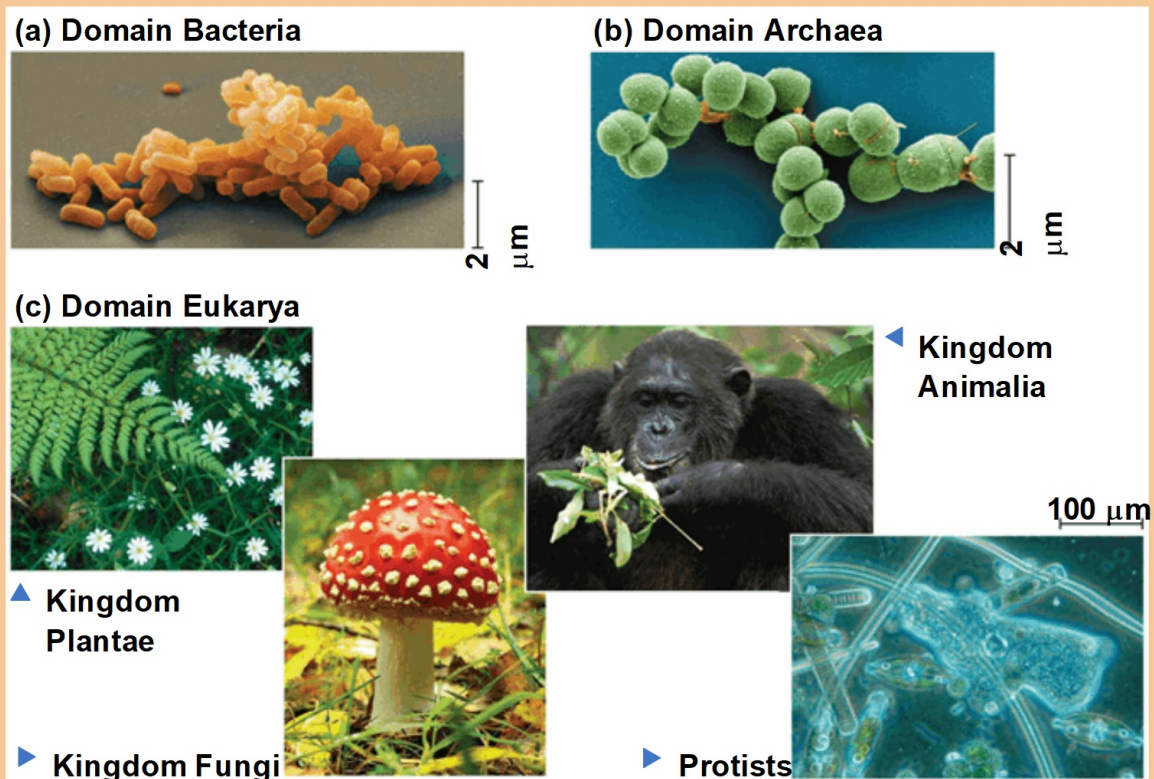 (a) Domain Bacteria
(b) Domain Archaea
2 μm
2 μm
(c) Domain Eukarya
Kingdom
Animalia
100 μm
Kingdom
Plantae
Kingdom Fungi
Protists